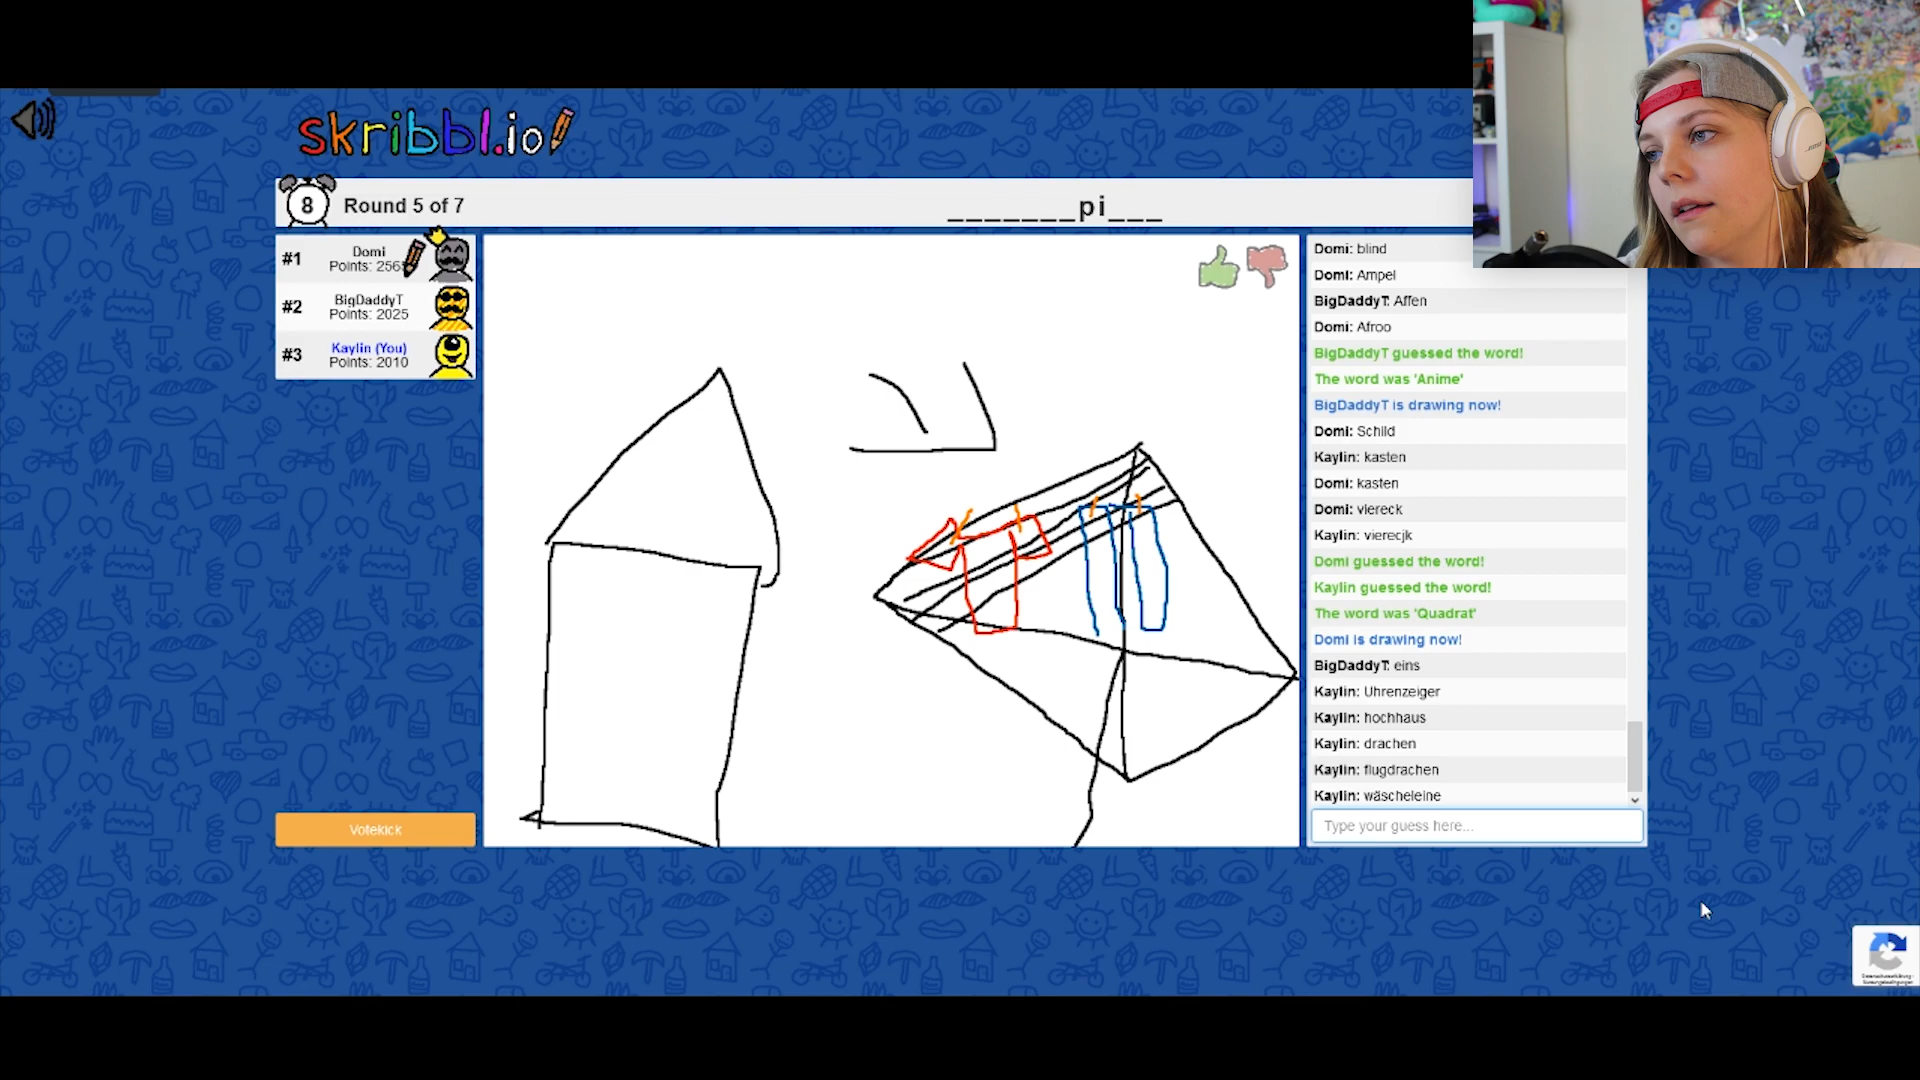 skribbl.io
8
Round 5 of 7
_______pi___
#1
Domi
Points: 2565
#2
BigDaddyT
Points: 2025
#3
Kaylin (You)
Points: 2010
Votekick
Domi: blind
Domi: Ampel
BigDaddyT: Affen
Domi: Afroo
BigDaddyT guessed the word!
The word was 'Anime'
BigDaddyT is drawing now!
Domi: Schild
Kaylin: kasten
Domi: kasten
Domi: viereck
Kaylin: vierecjk
Domi guessed the word!
Kaylin guessed the word!
The word was 'Quadrat'
Domi is drawing now!
BigDaddyT: eins
Kaylin: Uhrenzeiger
Kaylin: hochhaus
Kaylin: drachen
Kaylin: flugdrachen
Kaylin: wäscheleine
Type your guess here...